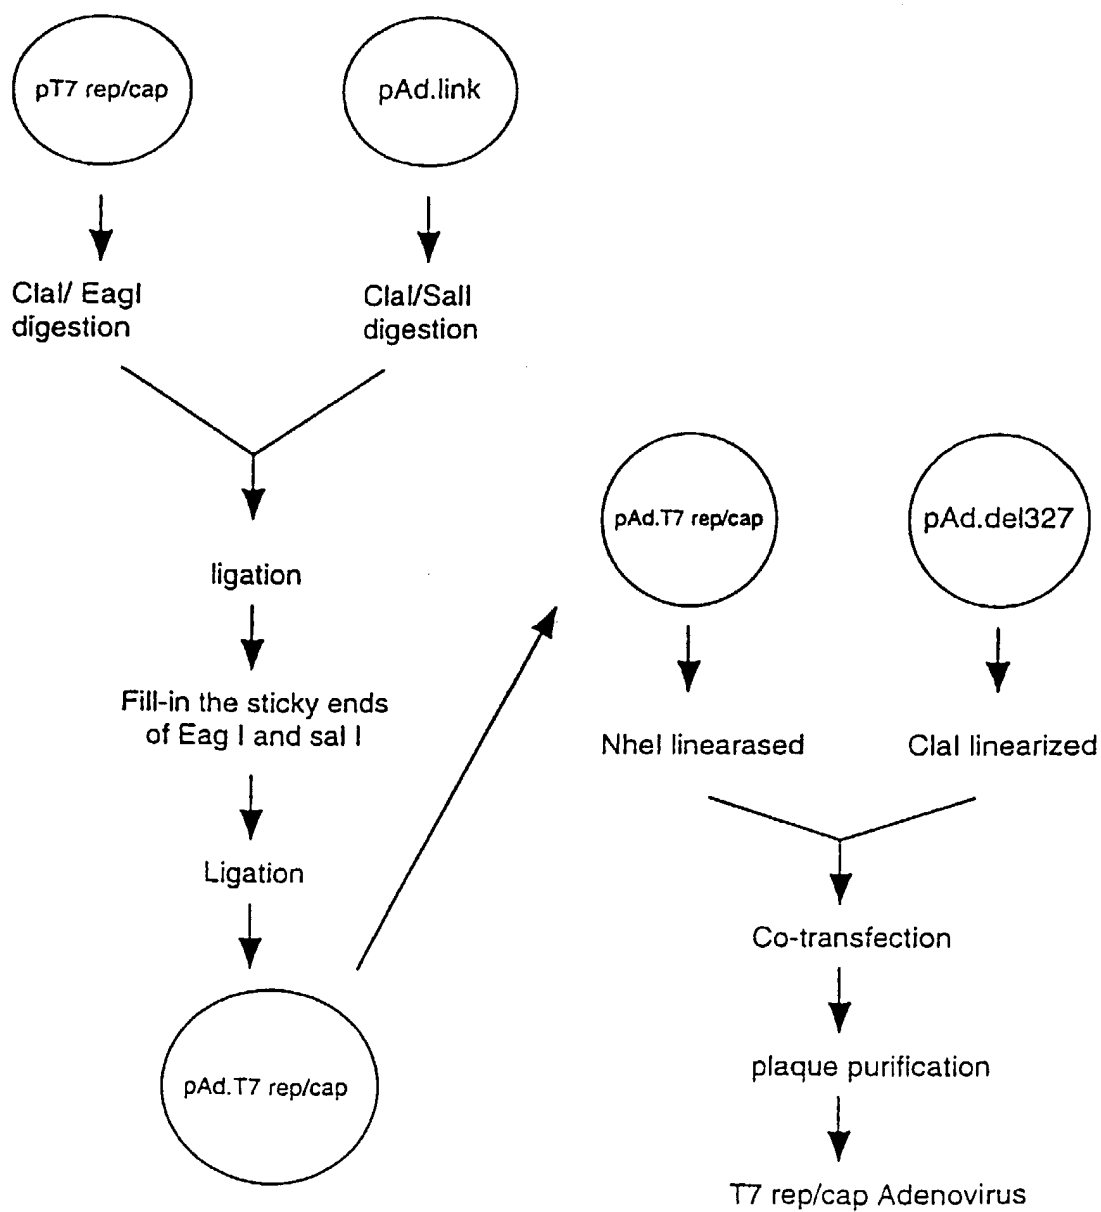 pT7 rep/cap
pAd.link
ClaI/ EagI
digestion
ClaI/SalI
digestion
ligation
Fill-in the sticky ends
of Eag I and sal I
Ligation
pAd.T7 rep/cap
pAd.T7 rep/cap
pAd.del327
NheI linearased
ClaI linearized
Co-transfection
plaque purification
T7 rep/cap Adenovirus